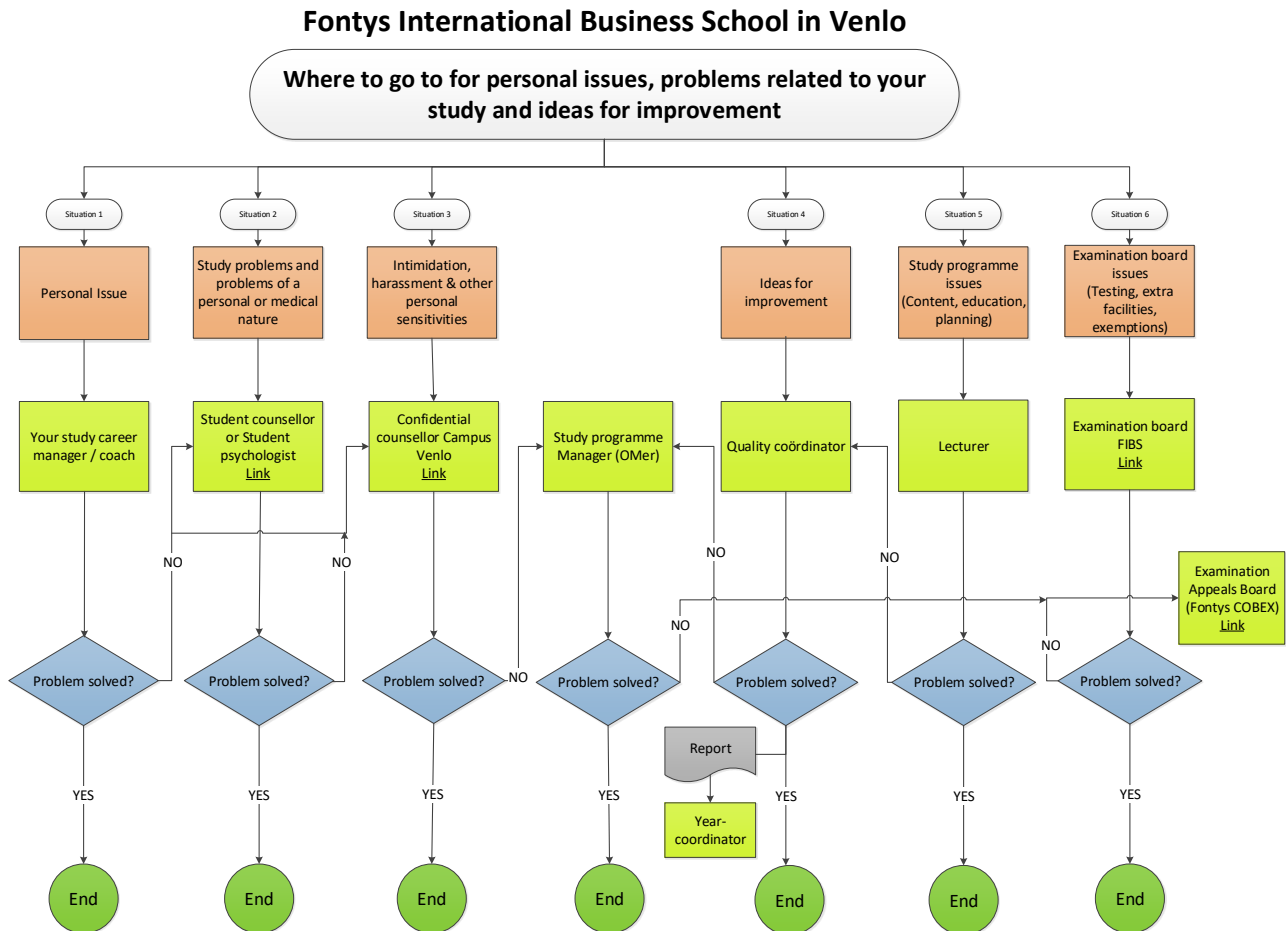 Fontys International Business School in Venlo
Where to go to for personal issues, problems related to your
study and ideas for improvement
Situation 1
Situation 2
Situation 3
Situation 4
Situation 5
Situation 6
Personal Issue
Study problems and
problems of a
personal or medical
nature
Intimidation,
harassment & other
personal
sensitivities
Ideas for
improvement
Study programme
issues
(Content, education,
planning)
Examination board
issues
(Testing, extra
facilities,
exemptions)
Your study career
manager / coach
Student counsellor
or Student
psychologist
Link
Confidential
counsellor Campus
Venlo
Link
Study programme
Manager (OMer)
Quality coördinator
Lecturer
Examination board
FIBS
Link
NO
NO
NO
NO
Examination
Appeals Board
(Fontys COBEX)
Link
NO
NO
Problem solved?
Problem solved?
Problem solved?
NO
Problem solved?
Problem solved?
Problem solved?
Problem solved?
Report
YES
YES
YES
YES
YES
YES
YES
Year-
coordinator
End
End
End
End
End
End
End